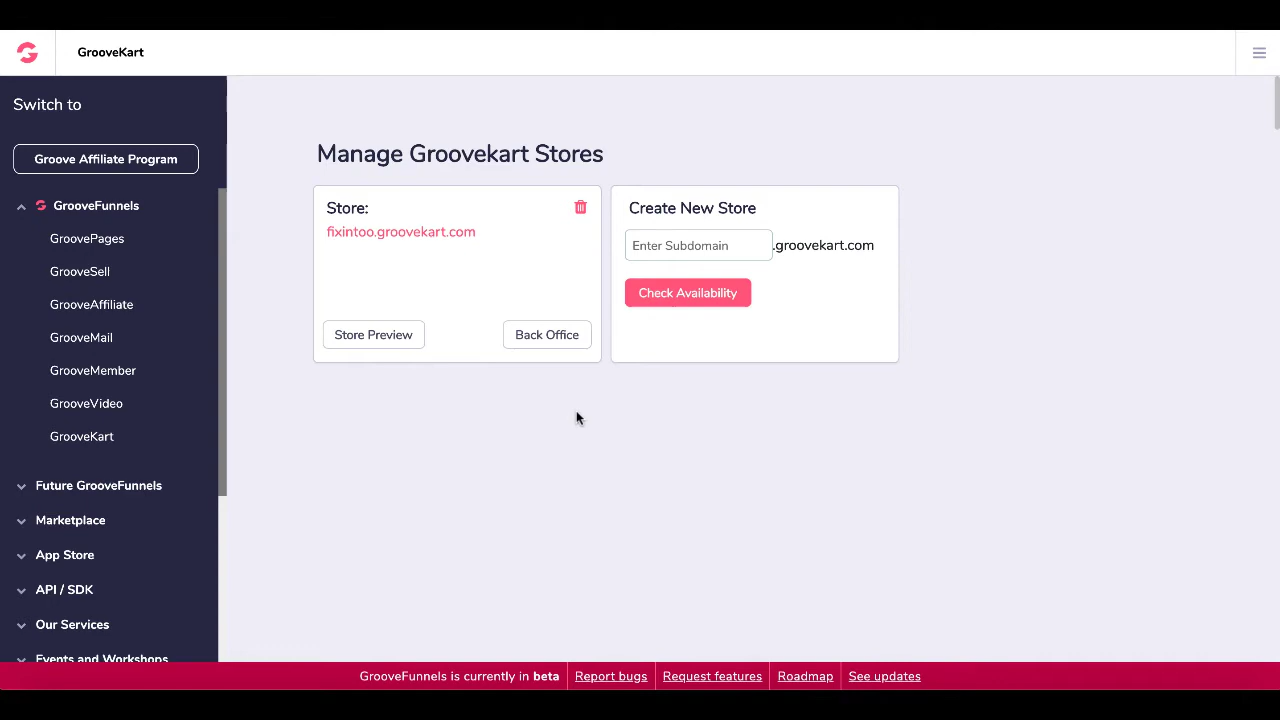 GrooveKart
Switch to
Groove Affiliate Program
GrooveFunnels
GroovePages
GrooveSell
GrooveAffiliate
GrooveMail
GrooveMember
GrooveVideo
GrooveKart
Future GrooveFunnels
Marketplace
App Store
API / SDK
Our Services
Events and Workshops
Manage Groovekart Stores
Store:
fixintoo.groovekart.com
Store Preview
Back Office
Create New Store
Enter Subdomain .groovekart.com
Check Availability
GrooveFunnels is currently in beta Report bugs Request features Roadmap See updates